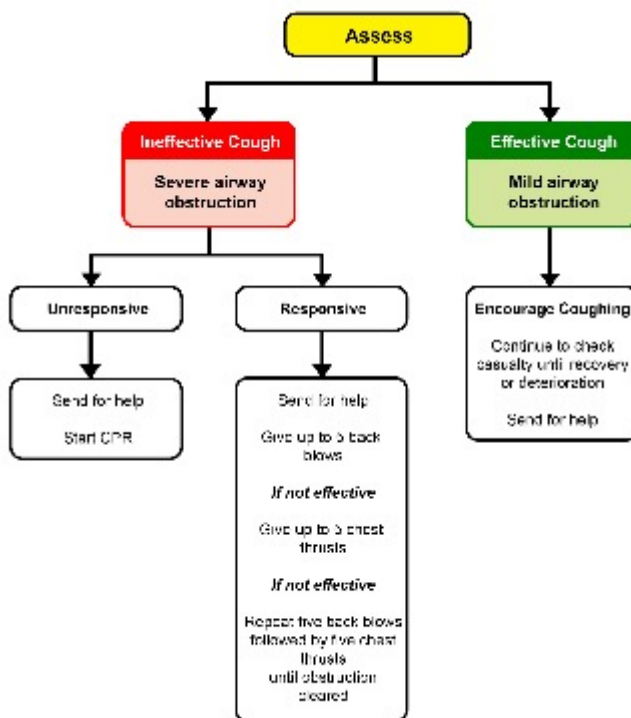 Assess
Ineffective Cough
Severe airway
obstruction
Effective Cough
Mild airway
obstruction
Unresponsive
Send for help
Start CPR
Responsive
Send for help
Give up to 5 back
blows
If not effective
Give up to 5 chest
thrusts
If not effective
Repeat five back blows
followed by five chest
thrusts
until obstruction
cleared
Encourage Coughing
Continue to check
casualty until recovery
or deterioration
Send for help